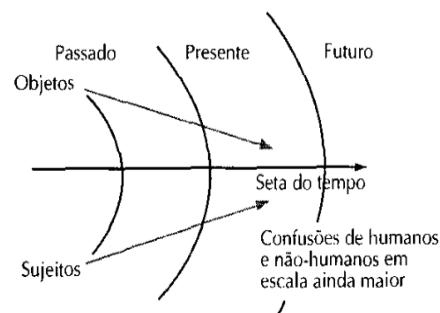 Passado
Presente
Futuro
Objetos
Seta do tempo
Sujeitos
Confusões de humanos
e não-humanos em
escala ainda maior